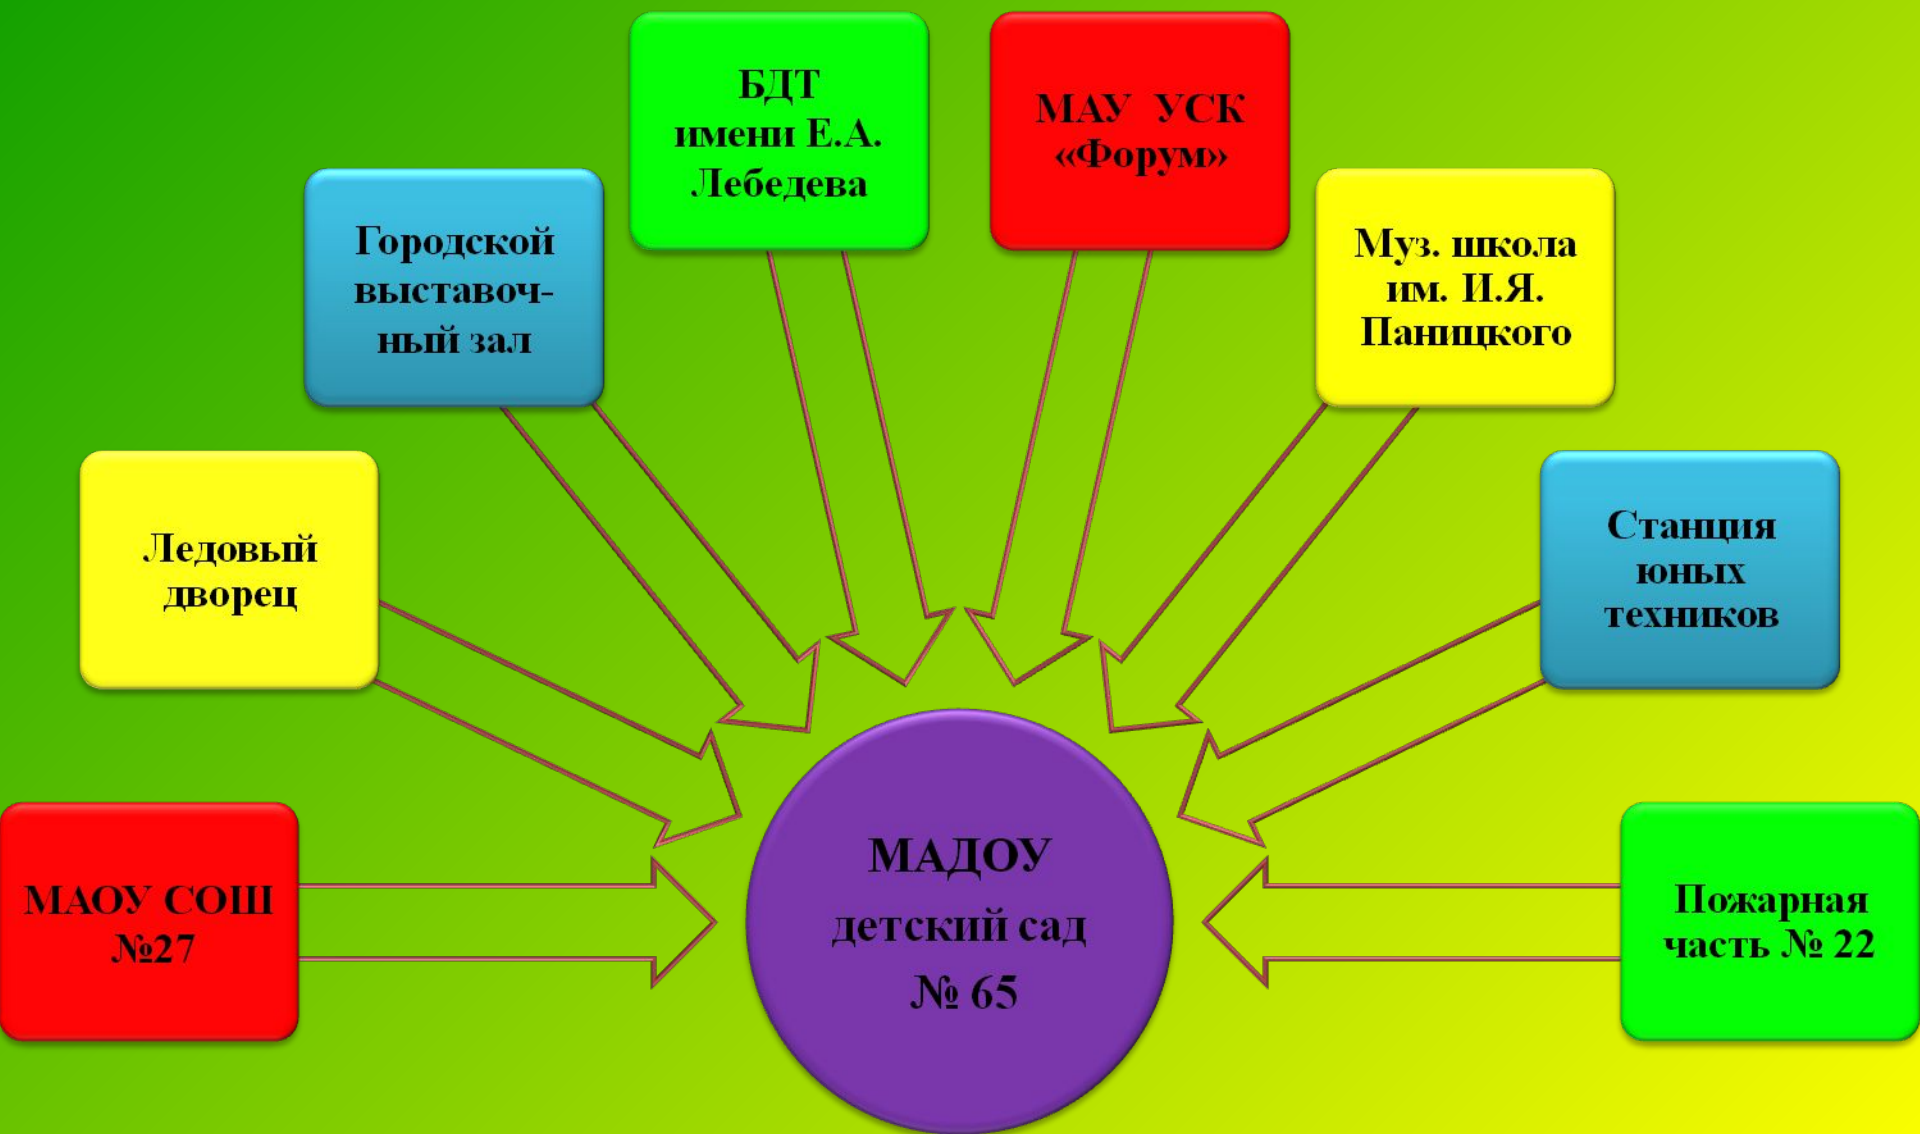 МАОУ СОШ
№27
Ледовый
дворец
Городской
выставоч-
ный зал
БДТ
имени Е.А.
Лебедева
МАУ УСК
«Форум»
Муз. школа
им. И.Я.
Паницкого
Станция
юных
техников
Пожарная
часть № 22
МАДОУ
детский сад
№ 65